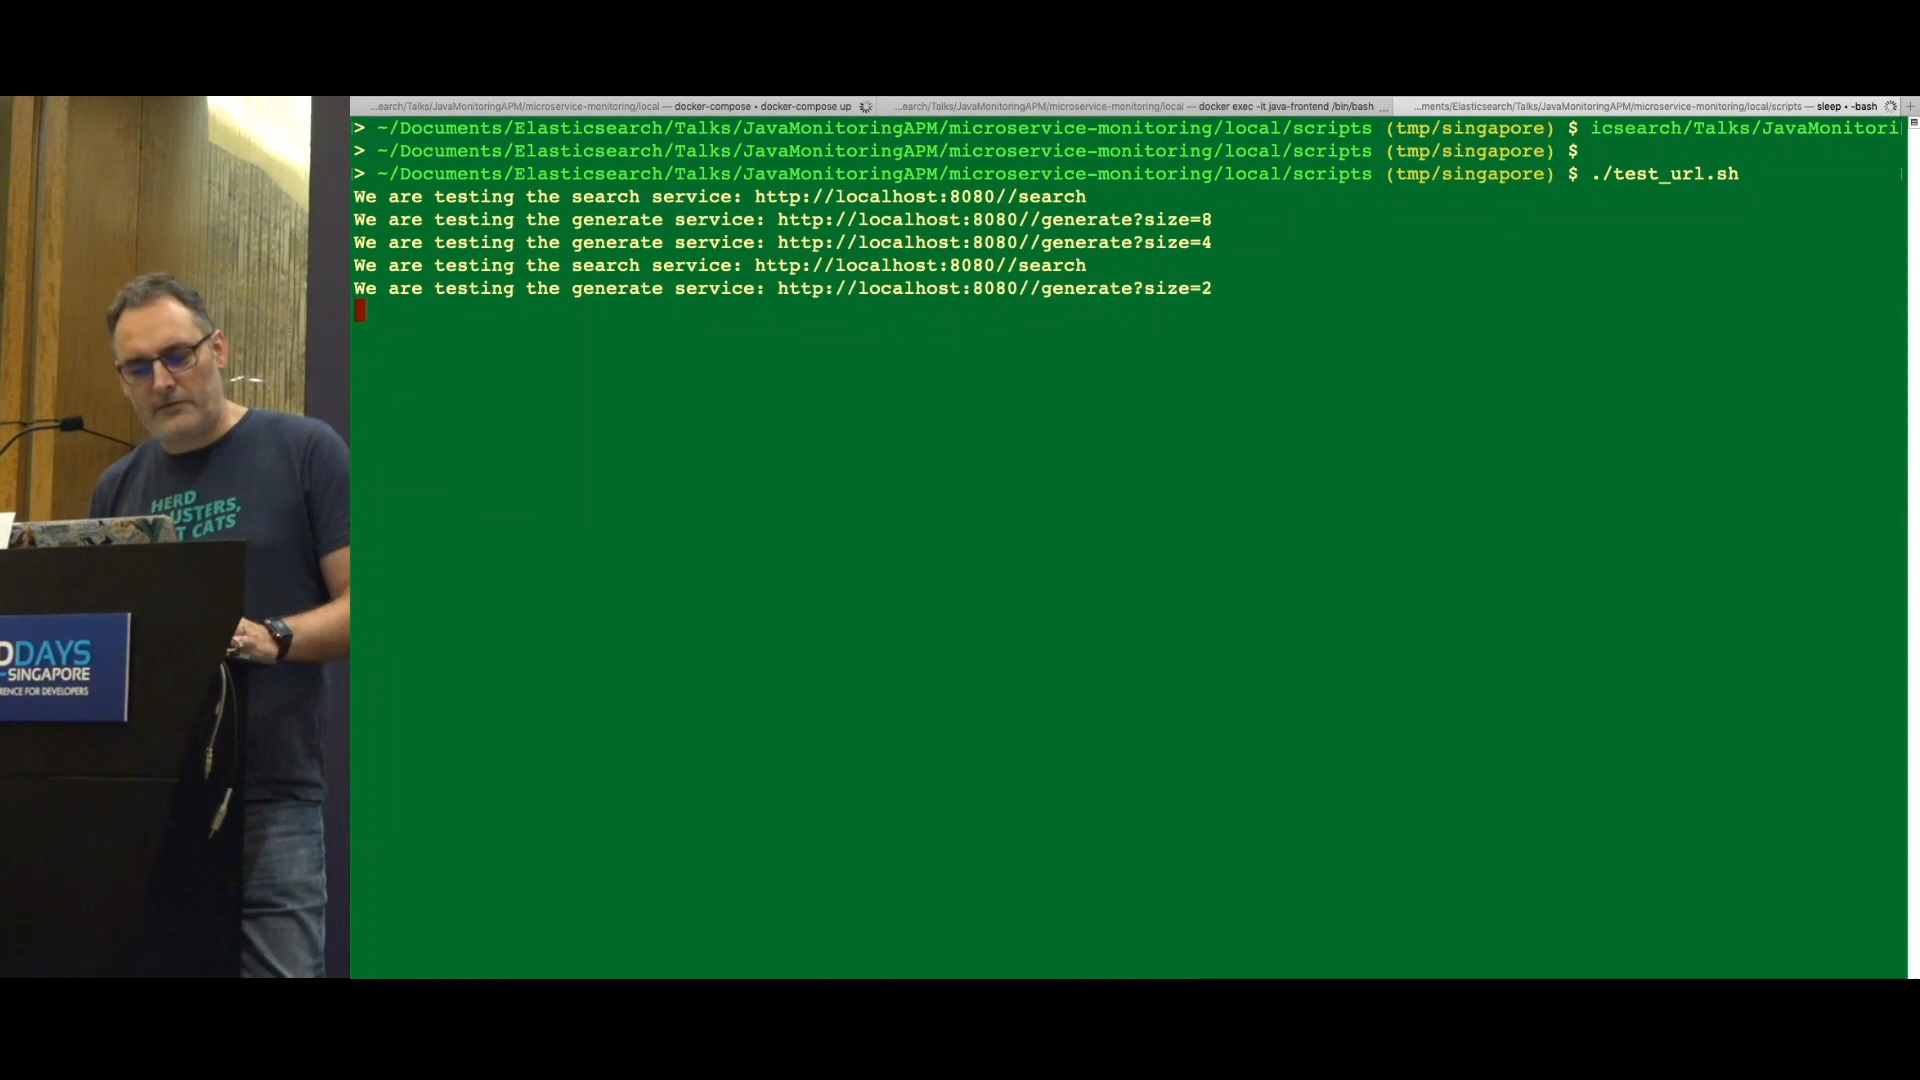 ...earch/Talks/JavaMonitoringAPM/microservice-monitoring/local — docker-compose • docker-compose up
...earch/Talks/JavaMonitoringAPM/microservice-monitoring/local — docker exec -it java-frontend /bin/bash ...
...ments/Elasticsearch/Talks/JavaMonitoringAPM/microservice-monitoring/local/scripts — sleep • -bash
> ~/Documents/Elasticsearch/Talks/JavaMonitoringAPM/microservice-monitoring/local/scripts (tmp/singapore) $ icsearch/Talks/JavaMonitori
> ~/Documents/Elasticsearch/Talks/JavaMonitoringAPM/microservice-monitoring/local/scripts (tmp/singapore) $
> ~/Documents/Elasticsearch/Talks/JavaMonitoringAPM/microservice-monitoring/local/scripts (tmp/singapore) $ ./test_url.sh
We are testing the search service: http://localhost:8080//search
We are testing the generate service: http://localhost:8080//generate?size=8
We are testing the generate service: http://localhost:8080//generate?size=4
We are testing the search service: http://localhost:8080//search
We are testing the generate service: http://localhost:8080//generate?size=2
HERD
USTERS,
T CATS
DAYS
SINGAPORE
RENCE FOR DEVELOPERS